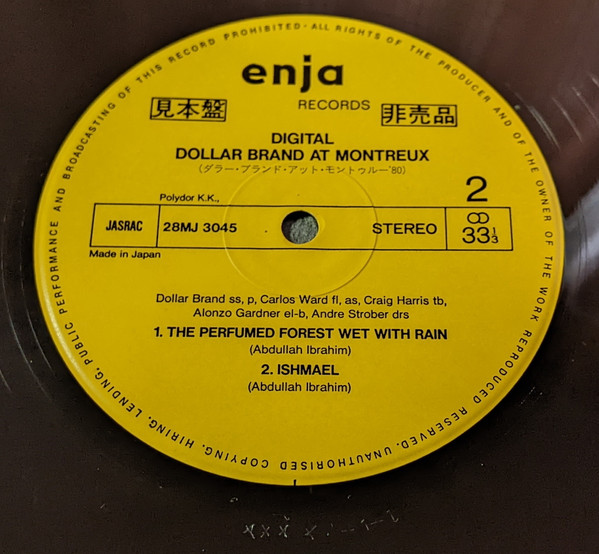 enja
RECORDS
見本盤
非売品
DIGITAL
DOLLAR BRAND AT MONTREUX
(ダラー・ブランド・アット・モントゥルー'80)
2
Polydor K.K.,
JASRAC
28MJ 3045
STEREO
33 1/3
Made in Japan
Dollar Brand ss, p, Carlos Ward fl, as, Craig Harris tb,
Alonzo Gardner el-b, Andre Strober drs
1. THE PERFUMED FOREST WET WITH RAIN
(Abdullah Ibrahim)
2. ISHMAEL
(Abdullah Ibrahim)
ALL RIGHTS OF THE PRODUCER AND OF THE OWNER OF THE WORK REPRODUCED RESERVED. UNAUTHORISED COPYING, HIRING, LENDING, PUBLIC PERFORMANCE AND BROADCASTING OF THIS RECORD PROHIBITED·